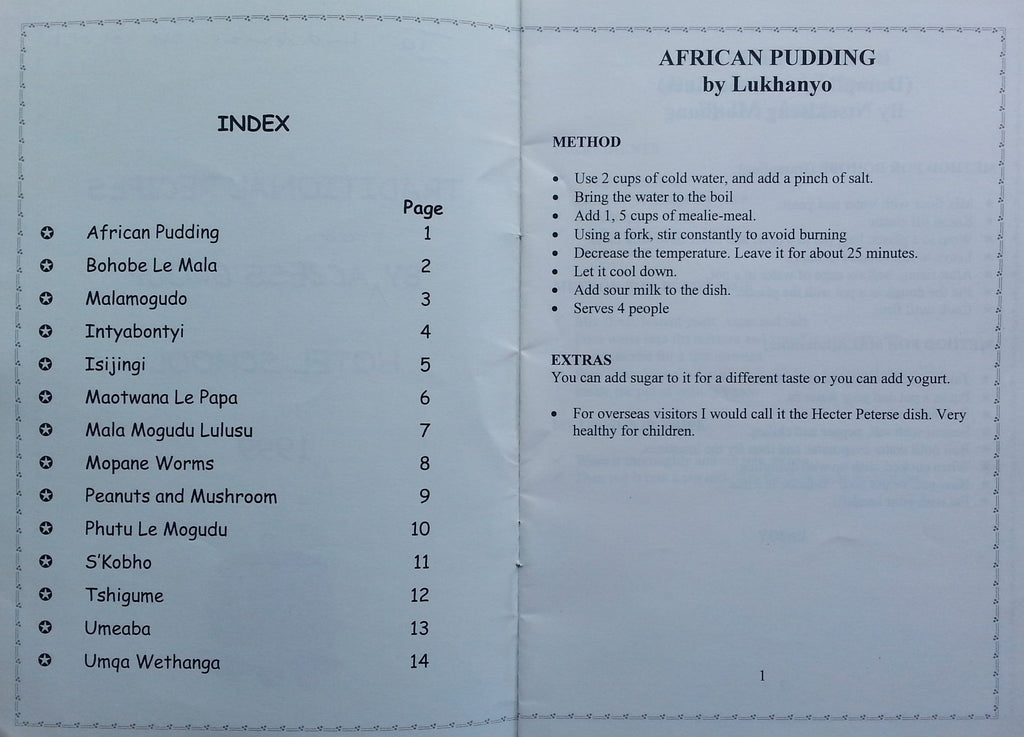 INDEX
Page
African Pudding 1
Bohobe Le Mala 2
Malamogudo 3
Intyabontyi 4
Isijingi 5
Maotwana Le Papa 6
Mala Mogudu Lulusu 7
Mopane Worms 8
Peanuts and Mushroom 9
Phutu Le Mogudu 10
S'Kobho 11
Tshigume 12
Umeaba 13
Umqa Wethanga 14
AFRICAN PUDDING
by Lukhanyo
METHOD
• Use 2 cups of cold water, and add a pinch of salt.
• Bring the water to the boil
• Add 1, 5 cups of mealie-meal.
• Using a fork, stir constantly to avoid burning
• Decrease the temperature. Leave it for about 25 minutes.
• Let it cool down.
• Add sour milk to the dish.
• Serves 4 people
EXTRAS
You can add sugar to it for a different taste or you can add yogurt.
• For overseas visitors I would call it the Hecter Peterse dish. Very
healthy for children.
1